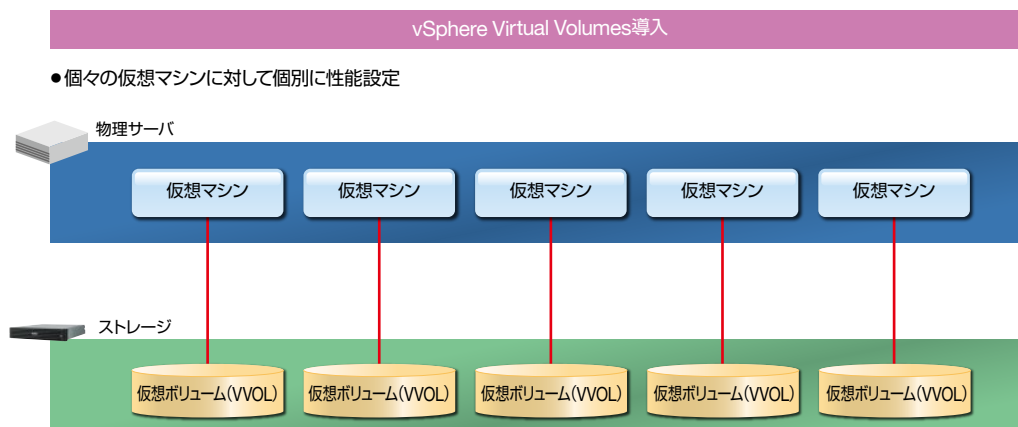 vSphere Virtual Volumes導入
●個々の仮想マシンに対して個別に性能設定
物理サーバ
仮想マシン 仮想マシン 仮想マシン 仮想マシン 仮想マシン
ストレージ
仮想ボリューム(VVOL) 仮想ボリューム(VVOL) 仮想ボリューム(VVOL) 仮想ボリューム(VVOL) 仮想ボリューム(VVOL)